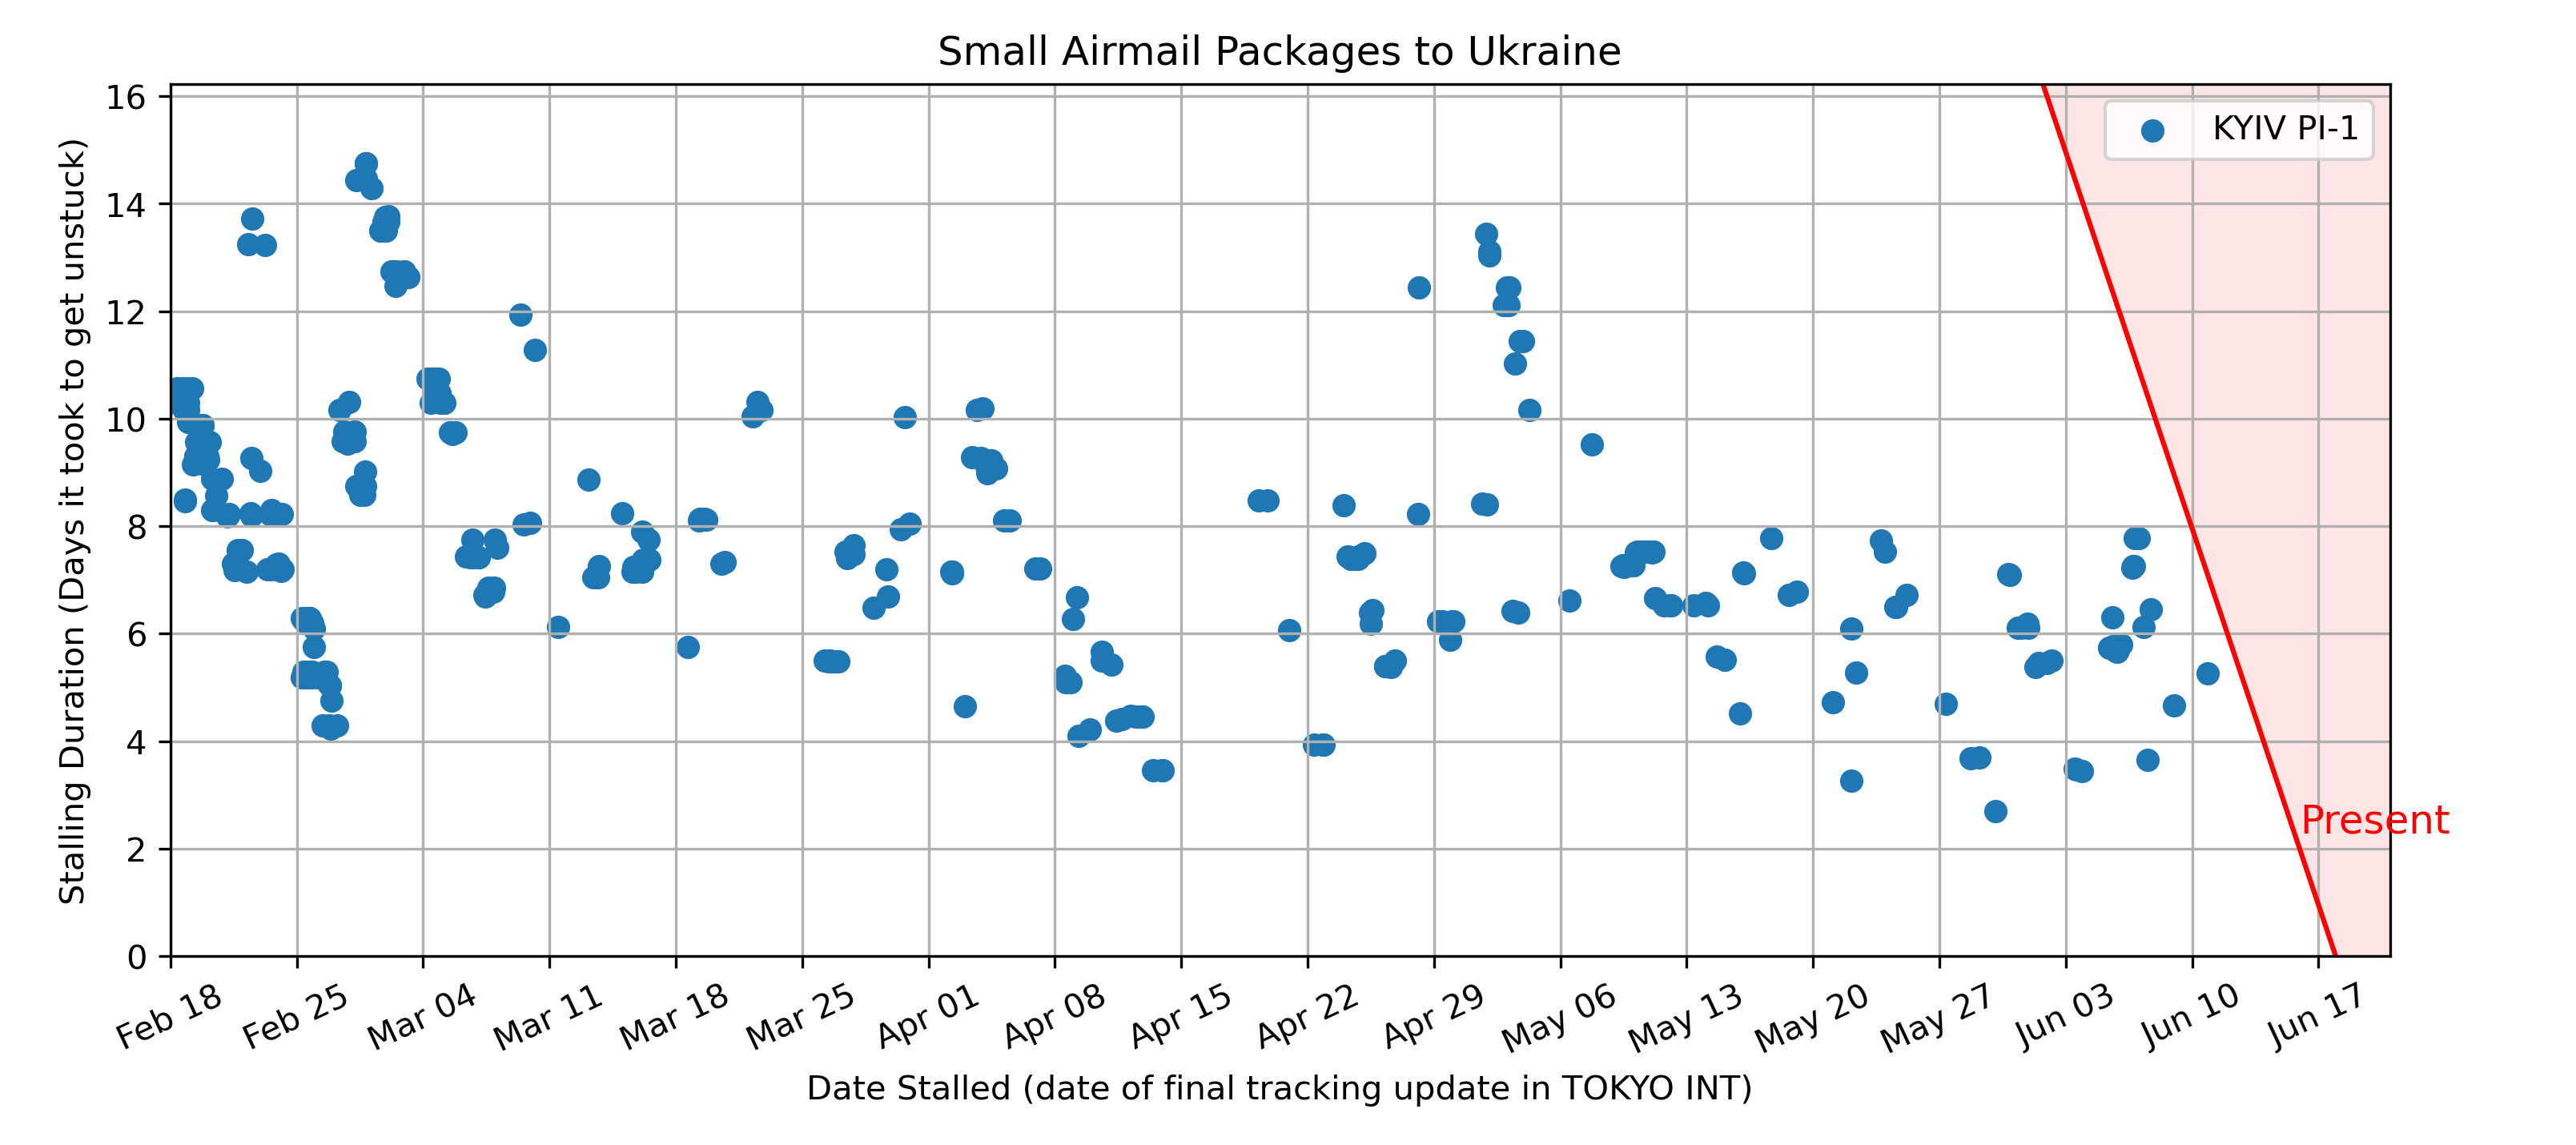 Small Airmail Packages to Ukraine
KYIV PI-1
Present
Stalling Duration (Days it took to get unstuck)
16
14
12
10
8
6
4
2
0
Feb 18
Feb 25
Mar 04
Mar 11
Mar 18
Mar 25
Apr 01
Apr 08
Apr 15
Apr 22
Apr 29
May 06
May 13
May 20
May 27
Jun 03
Jun 10
Jun 17
Date Stalled (date of final tracking update in TOKYO INT)